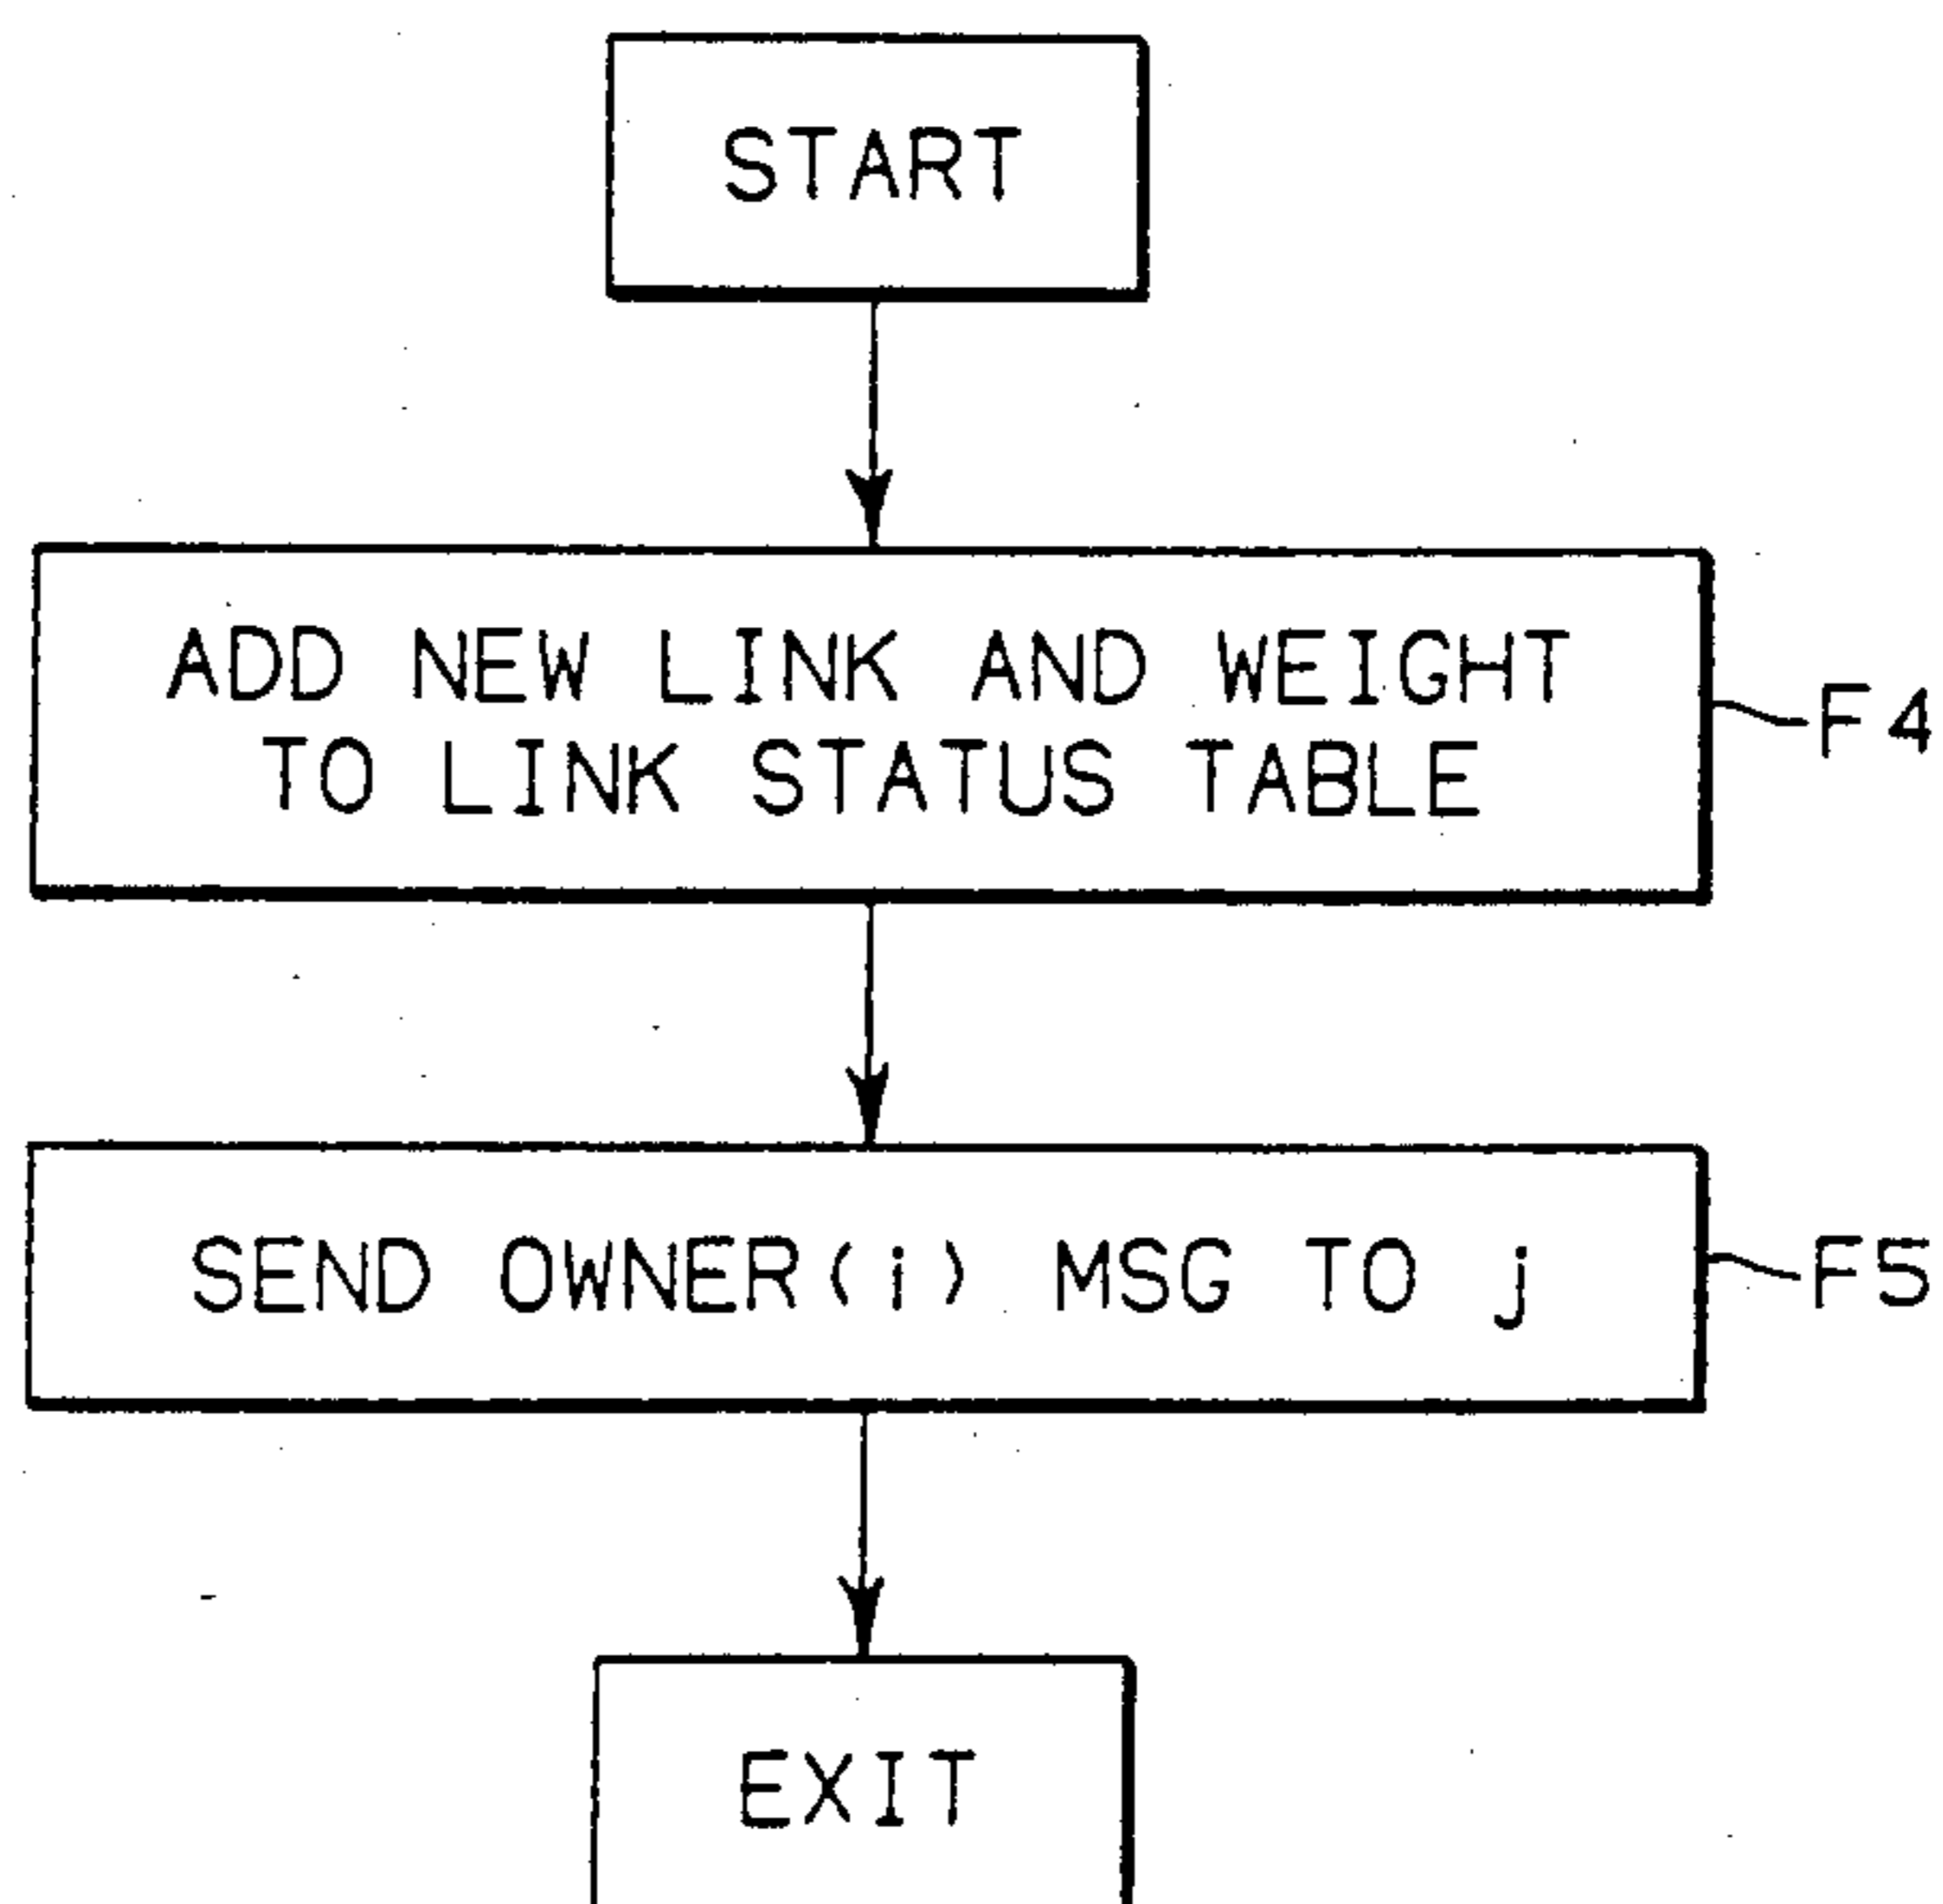 START
ADD NEW LINK AND WEIGHT
TO LINK STATUS TABLE
F4
SEND OWNER(i) MSG TO j
F5
EXIT